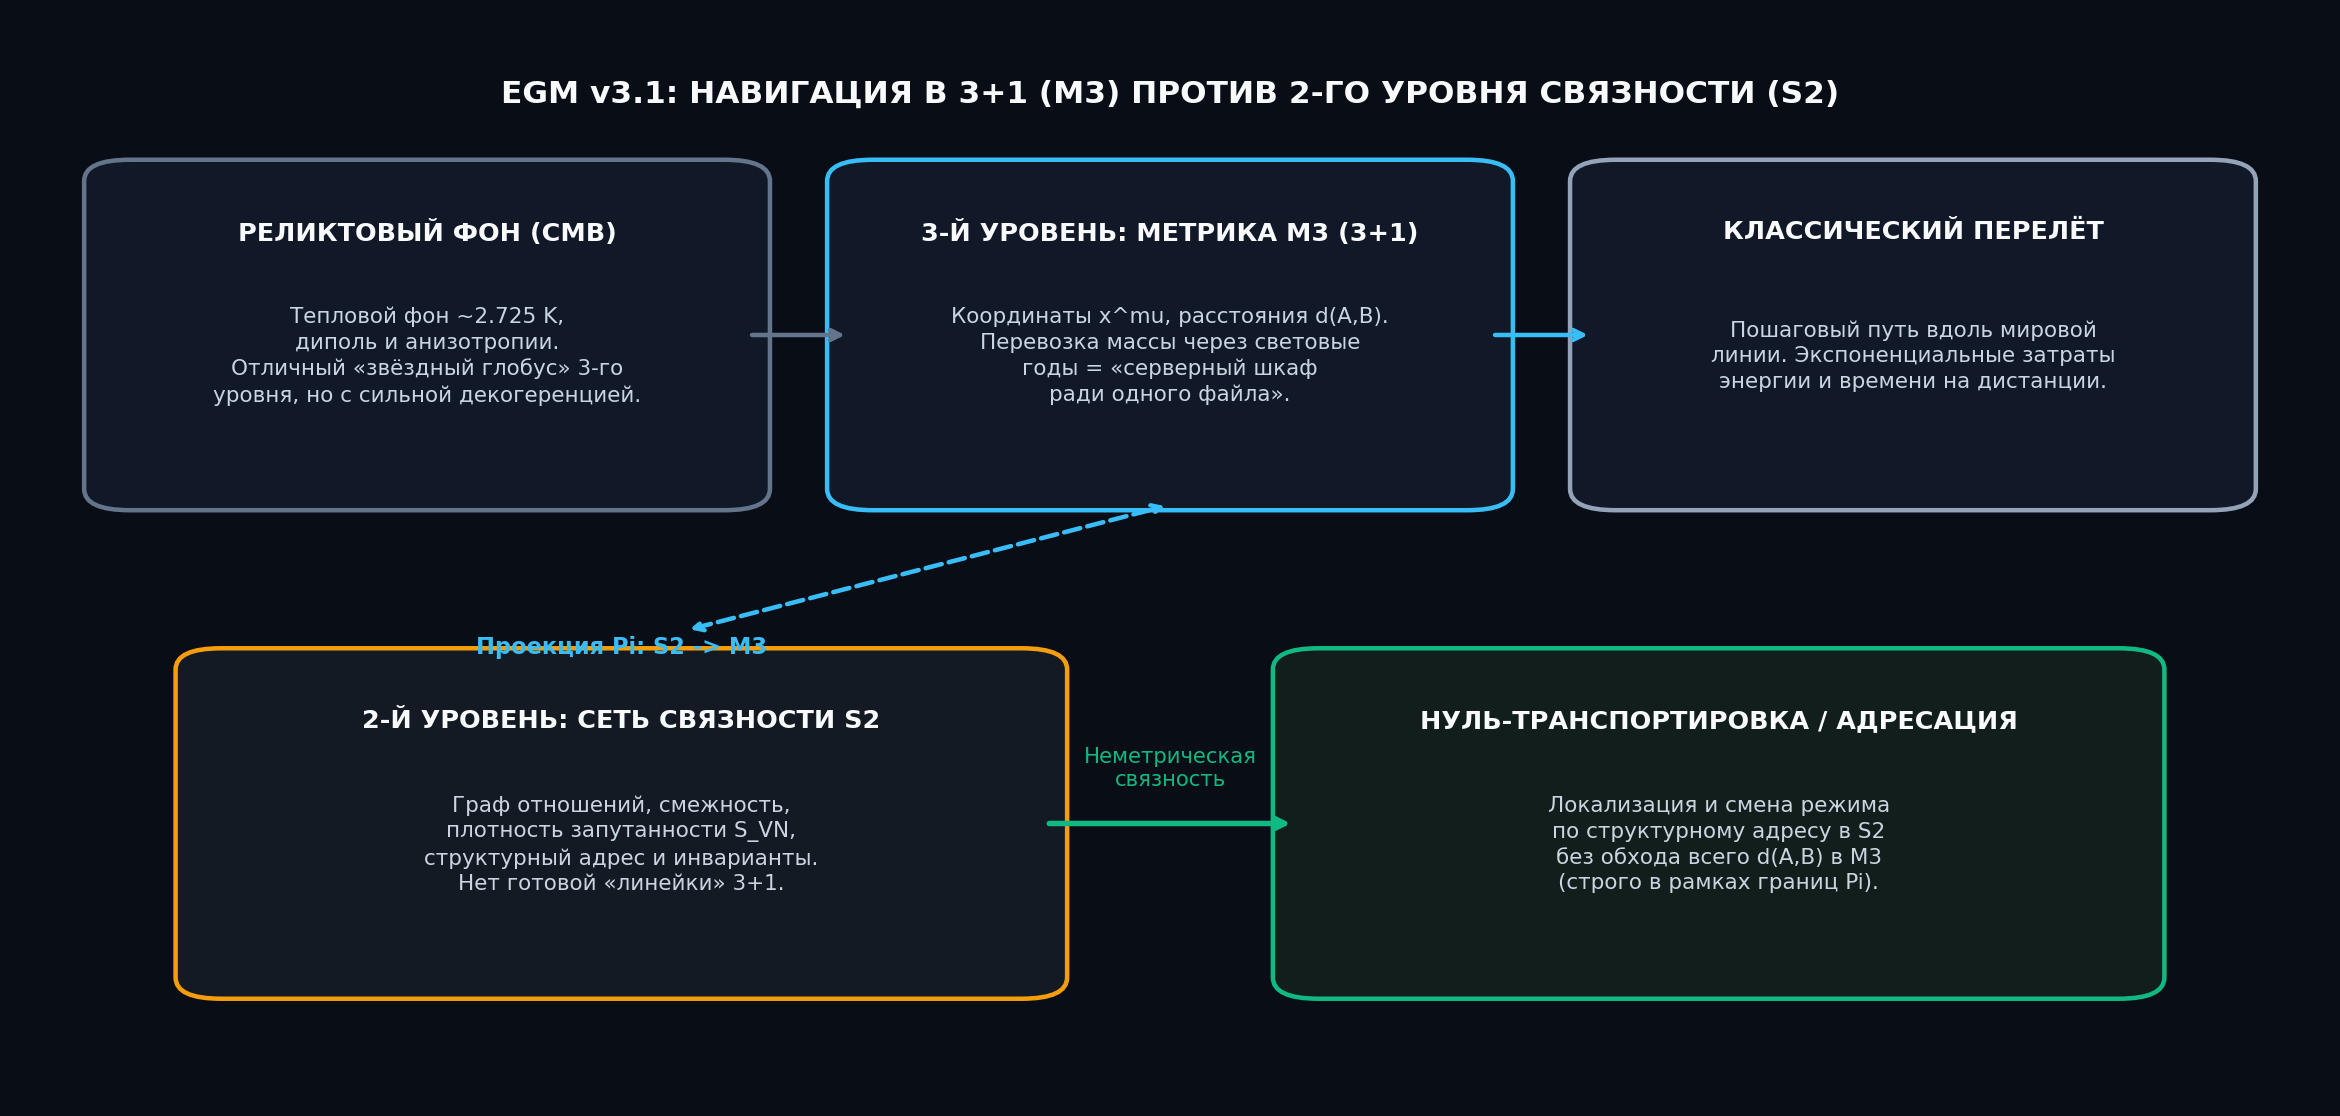 EGM v3.1: НАВИГАЦИЯ В 3+1 (M3) ПРОТИВ 2-ГО УРОВНЯ СВЯЗНОСТИ (S2)
РЕЛИКТОВЫЙ ФОН (CMB)
Тепловой фон ~2.725 K,
диполь и анизотропии.
Отличный «звёздный глобус» 3-го
уровня, но с сильной декогеренцией.
3-Й УРОВЕНЬ: МЕТРИКА M3 (3+1)
Координаты x^mu, расстояния d(A,B).
Перевозка массы через световые
годы = «серверный шкаф
ради одного файла».
КЛАССИЧЕСКИЙ ПЕРЕЛЁТ
Пошаговый путь вдоль мировой
линии. Экспоненциальные затраты
энергии и времени на дистанции.
Проекция Pi: S2 -> M3
2-Й УРОВЕНЬ: СЕТЬ СВЯЗНОСТИ S2
Граф отношений, смежность,
плотность запутанности S_VN,
структурный адрес и инварианты.
Нет готовой «линейки» 3+1.
Неметрическая
связность
НУЛЬ-ТРАНСПОРТИРОВКА / АДРЕСАЦИЯ
Локализация и смена режима
по структурному адресу в S2
без обхода всего d(A,B) в M3
(строго в рамках границ Pi).